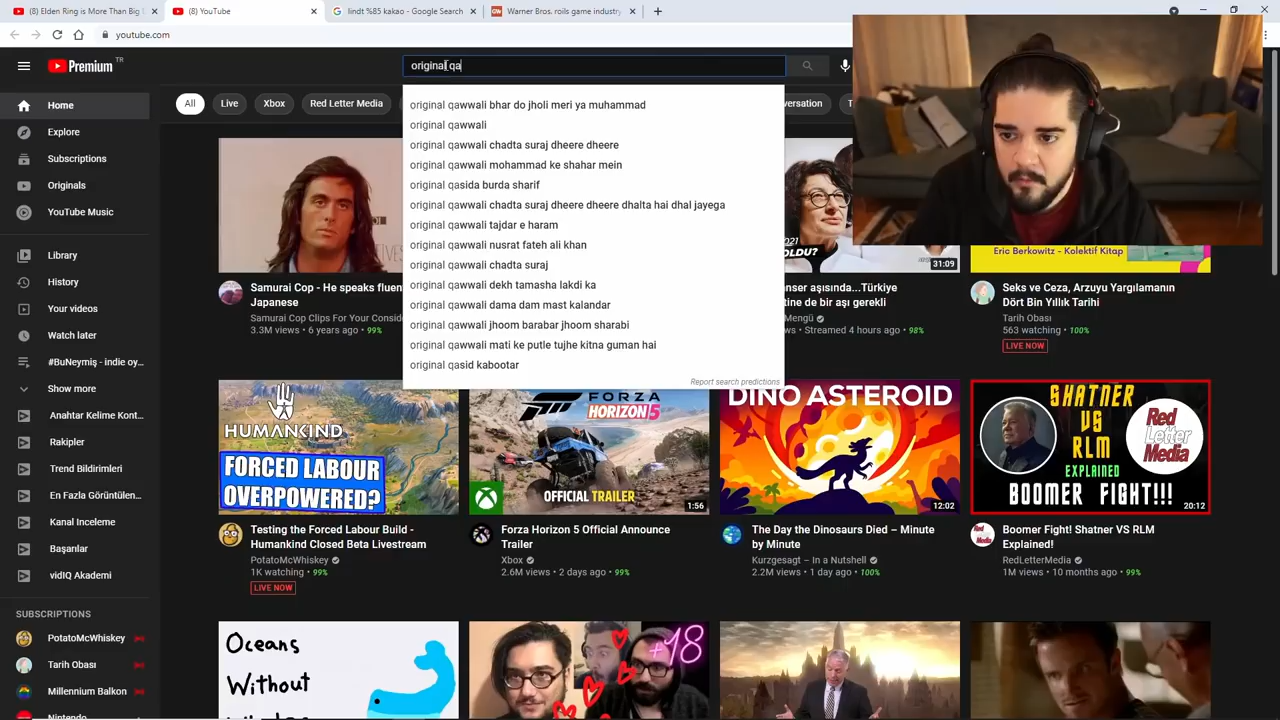 (8) Elden Ring is More Than Big
(8) YouTube
lindt %85 kakao - Google Search
Warner Bros. roils game industry
youtube.com
Premium TR
original qa
All
Live
Xbox
Red Letter Media
original qawwali bhar do jholi meri ya muhammad
original qawwali
original qawwali chadta suraj dheere dheere
original qawwali mohammad ke shahar mein
original qasida burda sharif
original qawwali chadta suraj dheere dheere dhalta hai dhal jayega
original qawwali tajdar e haram
original qawwali nusrat fateh ali khan
original qawwali chadta suraj
original qawwali dekh tamasha lakdi ka
original qawwali dama dam mast kalandar
original qawwali jhoom barabar jhoom sharabi
original qawwali mati ke putle tujhe kitna guman hai
original qasid kabootar
Report search predictions
Home
Explore
Subscriptions
Originals
YouTube Music
Library
History
Your videos
Watch later
#BuNeymiş - indie oy...
Show more
Anahtar Kelime Kont...
Rakipler
Trend Bildirimleri
En Fazla Görüntülen...
Kanal Inceleme
Başarılar
vidIQ Akademi
SUBSCRIPTIONS
PotatoMcWhiskey
Tarih Obası
Millennium Balkon
Nintendo
Samurai Cop - He speaks fluent
Japanese
Samurai Cop Clips For Your Conside
3.3M views • 6 years ago • 99%
2021
OLDU?
31:09
nser aşısında...Türkiye
tine de bir aşı gerekli
Mengü
• Streamed 4 hours ago • 98%
Eric Berkowitz - Kolektif Kitap
Seks ve Ceza, Arzuyu Yargılamanın
Dört Bin Yıllık Tarihi
Tarih Obası
563 watching • 100%
LIVE NOW
HUMANKIND
FORCED LABOUR
OVERPOWERED?
Testing the Forced Labour Build -
Humankind Closed Beta Livestream
PotatoMcWhiskey
1K watching • 99%
LIVE NOW
FORZA
HORIZON 5
OFFICIAL TRAILER
1:56
Forza Horizon 5 Official Announce
Trailer
Xbox
2.6M views • 2 days ago • 99%
DINO ASTEROID
12:02
The Day the Dinosaurs Died – Minute
by Minute
Kurzgesagt – In a Nutshell
2.2M views • 1 day ago • 100%
SHATNER
VS
RLM
EXPLAINED
Red Letter Media
BOOMER FIGHT!!!
20:12
Boomer Fight! Shatner VS RLM
Explained!
RedLetterMedia
1M views • 10 months ago • 99%
Oceans
Without
+18